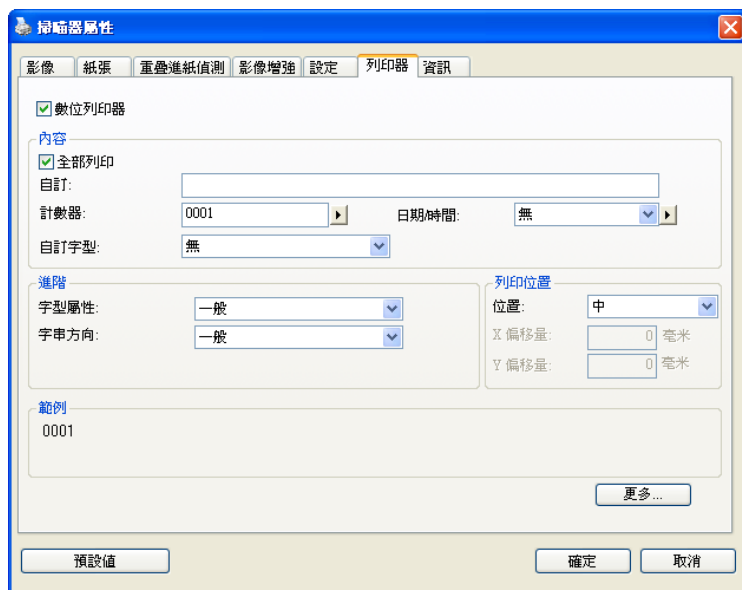 掃瞄器屬性
影像 紙張 重疊進紙偵測 影像增強 設定 列印器 資訊
數位列印器
內容
全部列印
自訂:
計數器: 0001 日期/時間: 無
自訂字型: 無
進階 列印位置
字型屬性: 一般 位置: 中
字串方向: 一般 X 偏移量: 0 毫米
Y 偏移量: 0 毫米
範例
0001
更多...
預設值 確定 取消